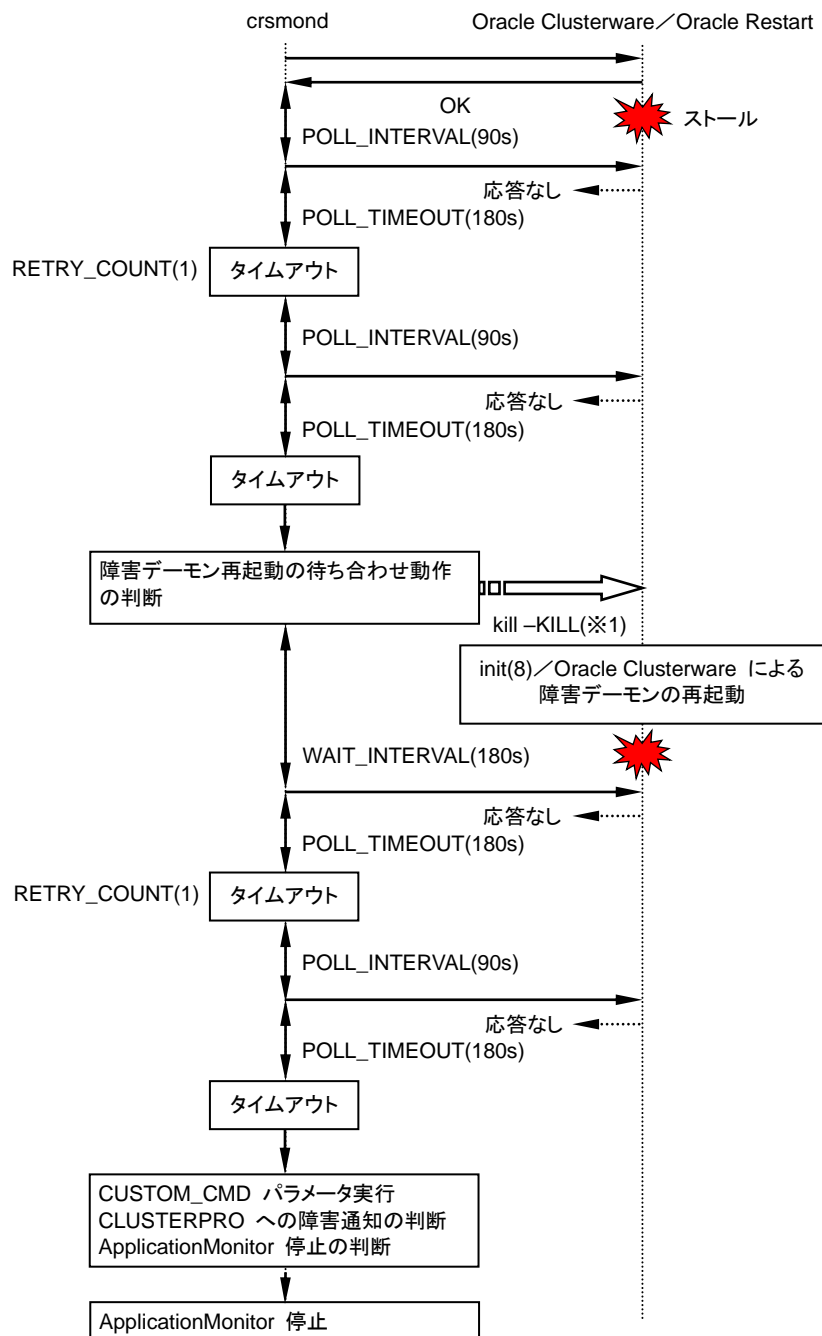 crsmond
Oracle Clusterware／Oracle Restart
OK
ストール
POLL_INTERVAL(90s)
応答なし
POLL_TIMEOUT(180s)
RETRY_COUNT(1)
タイムアウト
POLL_INTERVAL(90s)
応答なし
POLL_TIMEOUT(180s)
タイムアウト
障害デーモン再起動の待ち合わせ動作
の判断
kill –KILL(※1)
init(8)／Oracle Clusterware による
障害デーモンの再起動
WAIT_INTERVAL(180s)
応答なし
POLL_TIMEOUT(180s)
RETRY_COUNT(1)
タイムアウト
POLL_INTERVAL(90s)
応答なし
POLL_TIMEOUT(180s)
タイムアウト
CUSTOM_CMD パラメータ実行
CLUSTERPRO への障害通知の判断
ApplicationMonitor 停止の判断
ApplicationMonitor 停止